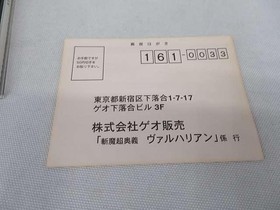 郵便はがき
161-0033
東京都新宿区下落合1-7-17
ゲオ下落合ビル 3F
株式会社ゲオ販売
「斬魔超奥義 ヴァルハリアン」係 行